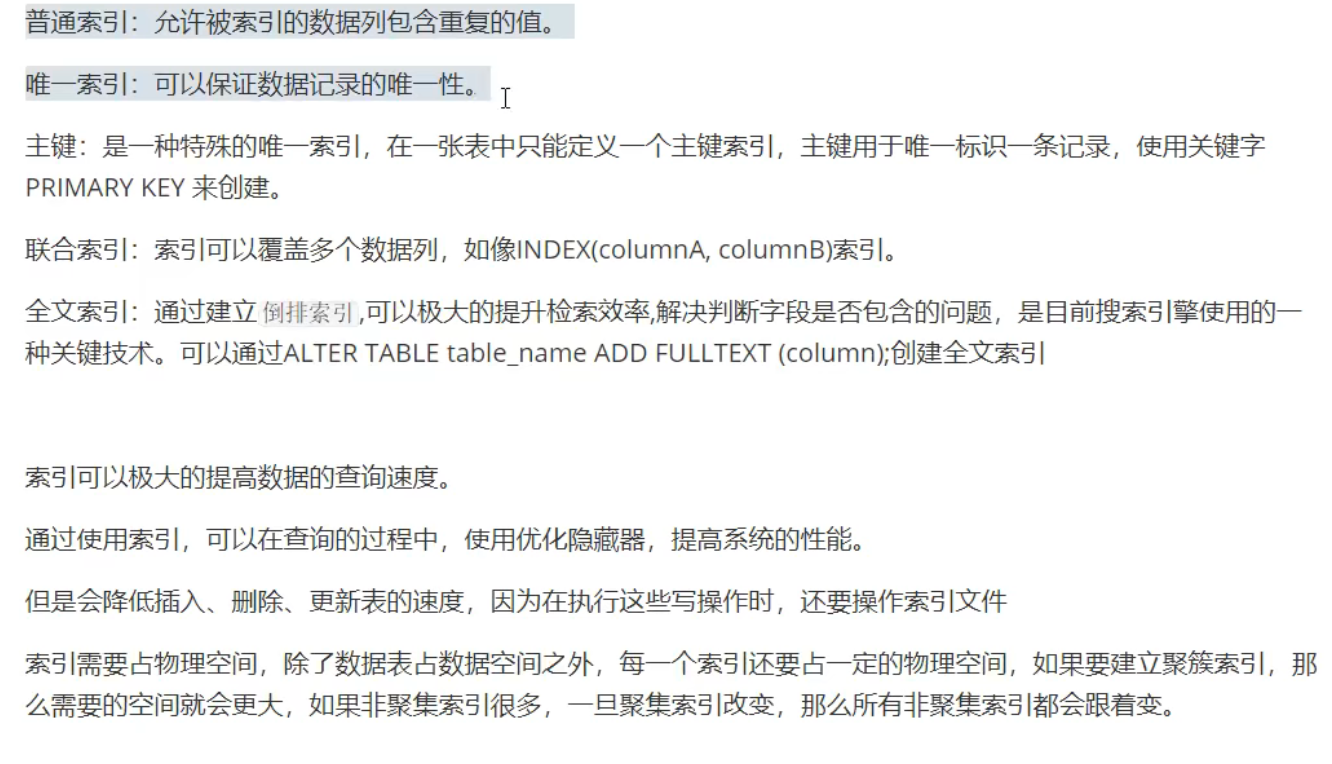 普通索引：允许被索引的数据列包含重复的值。
唯一索引：可以保证数据记录的唯一性。
主键：是一种特殊的唯一索引，在一张表中只能定义一个主键索引，主键用于唯一标识一条记录，使用关键字
PRIMARY KEY 来创建。
联合索引：索引可以覆盖多个数据列，如像INDEX(columnA, columnB)索引。
全文索引：通过建立倒排索引,可以极大的提升检索效率,解决判断字段是否包含的问题，是目前搜索引擎使用的一
种关键技术。可以通过ALTER TABLE table_name ADD FULLTEXT (column);创建全文索引
索引可以极大的提高数据的查询速度。
通过使用索引，可以在查询的过程中，使用优化隐藏器，提高系统的性能。
但是会降低插入、删除、更新表的速度，因为在执行这些写操作时，还要操作索引文件
索引需要占物理空间，除了数据表占数据空间之外，每一个索引还要占一定的物理空间，如果要建立聚簇索引，那
么需要的空间就会更大，如果非聚集索引很多，一旦聚集索引改变，那么所有非聚集索引都会跟着变。